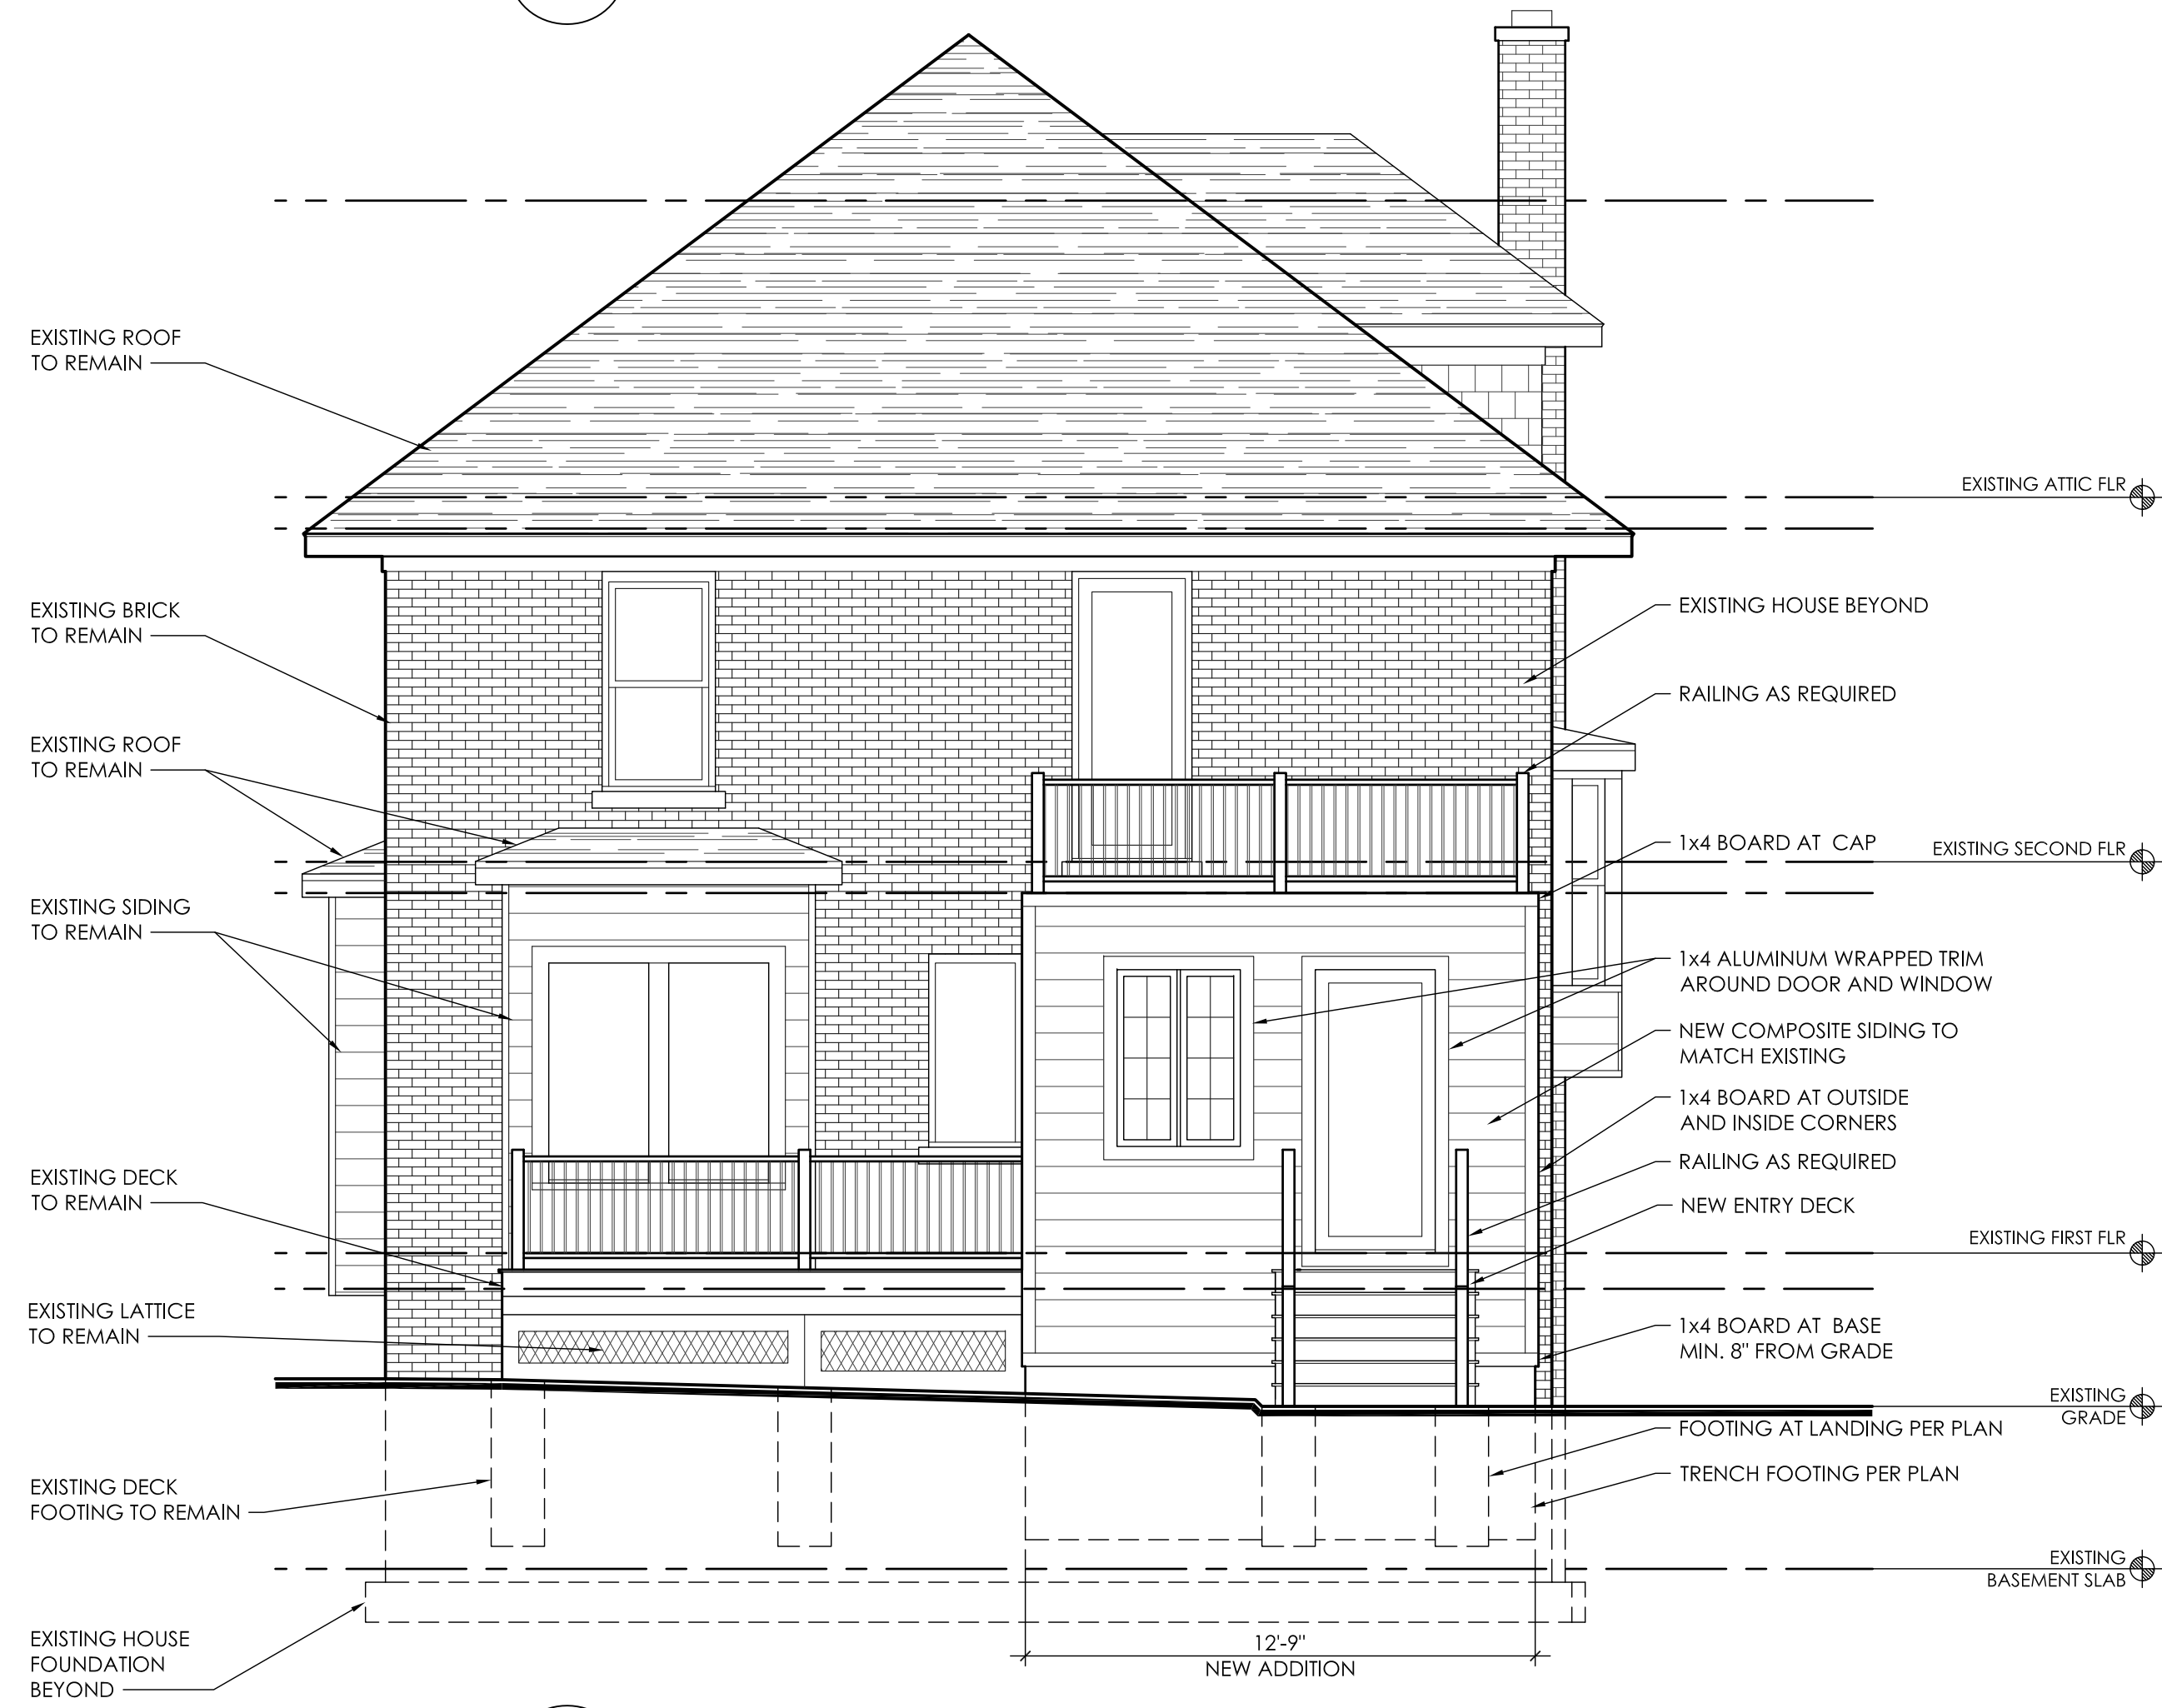 EXISTING ROOF
TO REMAIN
EXISTING BRICK
TO REMAIN
EXISTING ROOF
TO REMAIN
EXISTING SIDING
TO REMAIN
EXISTING DECK
TO REMAIN
EXISTING LATTICE
TO REMAIN
EXISTING DECK
FOOTING TO REMAIN
EXISTING HOUSE
FOUNDATION
BEYOND
EXISTING HOUSE BEYOND
RAILING AS REQUIRED
1x4 BOARD AT CAP
1x4 ALUMINUM WRAPPED TRIM
AROUND DOOR AND WINDOW
NEW COMPOSITE SIDING TO
MATCH EXISTING
1x4 BOARD AT OUTSIDE
AND INSIDE CORNERS
RAILING AS REQUIRED
NEW ENTRY DECK
1x4 BOARD AT BASE
MIN. 8" FROM GRADE
FOOTING AT LANDING PER PLAN
TRENCH FOOTING PER PLAN
12'-9"
NEW ADDITION
EXISTING ATTIC FLR
EXISTING SECOND FLR
EXISTING FIRST FLR
EXISTING
GRADE
EXISTING
BASEMENT SLAB